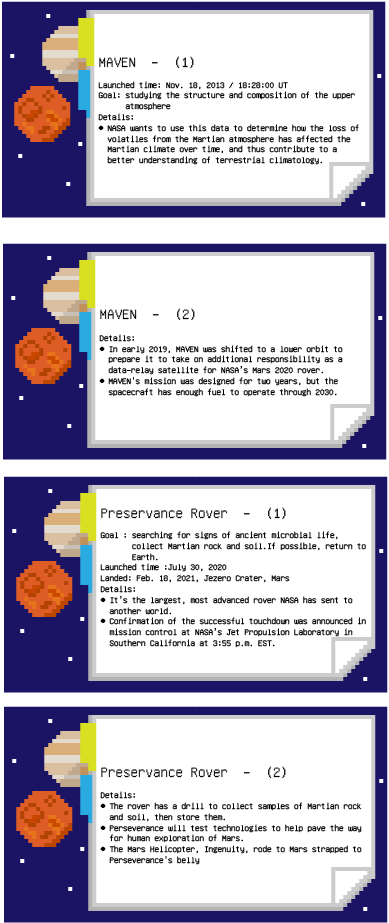 MAVEN - (1)
Launched time: Nov. 18, 2013 / 18:28:00 UT
Goal: studying the structure and composition of the upper
atmosphere
Details:
● NASA wants to use this data to determine how the loss of
volatiles from the Martian atmosphere has affected the
Martian climate over time, and thus contribute to a
better understanding of terrestrial climatology.
MAVEN - (2)
Details:
● In early 2019, MAVEN was shifted to a lower orbit to
prepare it to take on additional responsibility as a
data-relay satellite for NASA's Mars 2020 rover.
● MAVEN's mission was designed for two years, but the
spacecraft has enough fuel to operate through 2030.
Preservance Rover - (1)
Goal : searching for signs of ancient microbial life,
collect Martian rock and soil.If possible, return to
Earth.
Launched time :July 30, 2020
Landed: Feb. 18, 2021, Jezero Crater, Mars
Details:
● It's the largest, most advanced rover NASA has sent to
another world.
● Confirmation of the successful touchdown was announced in
mission control at NASA's Jet Propulsion Laboratory in
Southern California at 3:55 p.m. EST.
Preservance Rover - (2)
Details:
● The rover has a drill to collect samples of Martian rock
and soil, then store them.
● Perseverance will test technologies to help pave the way
for human exploration of Mars.
● The Mars Helicopter, Ingenuity, rode to Mars strapped to
Perseverance's belly